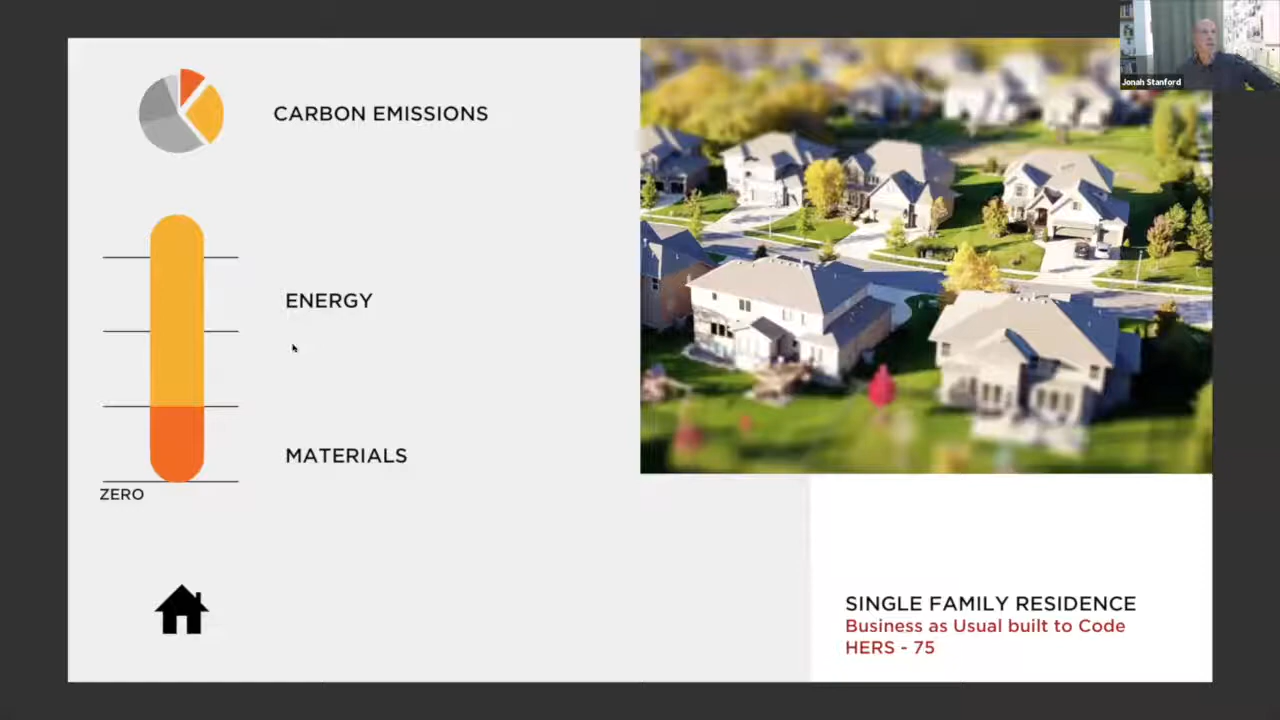 Jonah Stanford
CARBON EMISSIONS
ENERGY
MATERIALS
ZERO
SINGLE FAMILY RESIDENCE
Business as Usual built to Code
HERS - 75